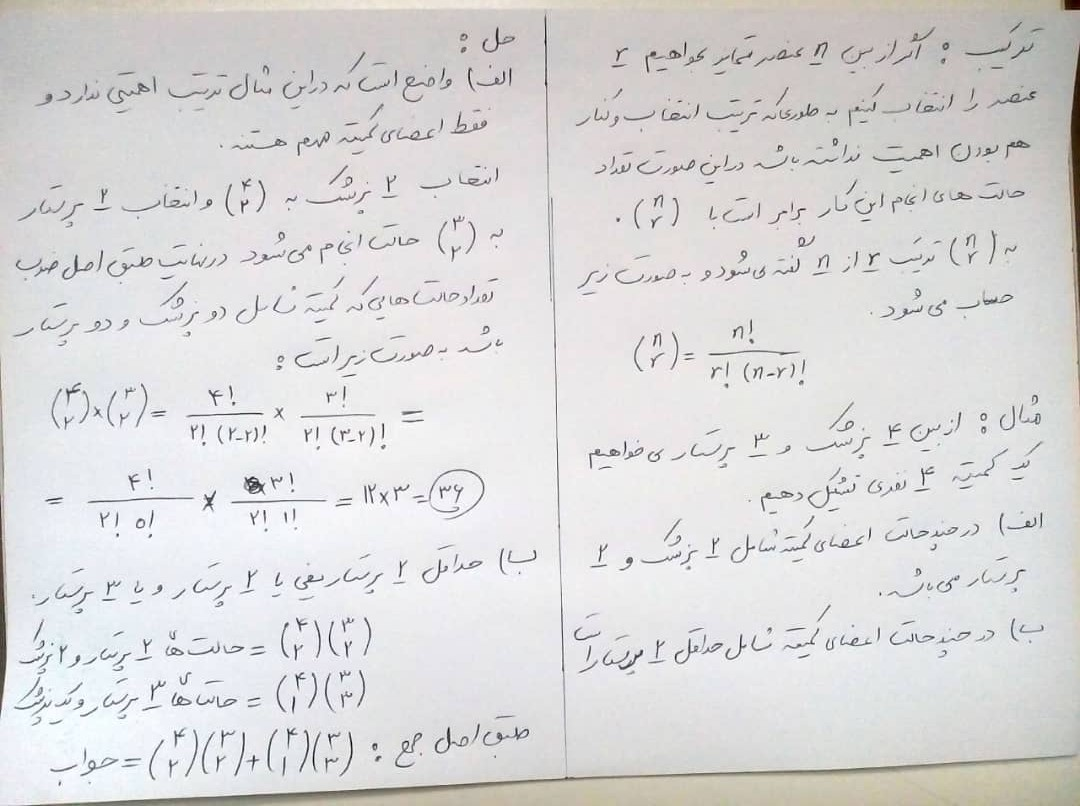 ترکیب : اگر از بین n عنصر متمایز بخواهیم r
عنصر را انتخاب کنیم به طوری که ترتیب انتخاب و کنار
هم بودن اهمیت نداشته باشد در این صورت تعداد
حالت های انجام این کار برابر است با (n r) .
به (n r) ترکیب r از n گفته می شود و به صورت زیر
حساب می شود .
(n r) = n! / r! (n-r)!
مثال : از بین ۴ پزشک و ۳ پرستار می خواهیم
یک کمیته ۴ نفری تشکیل دهیم .
الف) در چند حالت اعضای کمیته شامل ۲ پزشک و ۲
پرستار می باشد.
ب) در چند حالت اعضای کمیته شامل حداقل ۲ پرستار است
حل :
الف) واضح است که در این مثال ترتیب اهمیتی ندارد و
فقط اعضای کمیته مهم هستند .
انتخاب ۲ پزشک به (۴ ۲) و انتخاب ۲ پرستار
به (۳ ۲) حالت انجام می شود در نهایت طبق اصل ضرب
تعداد حالت هایی که کمیته شامل دو پزشک و دو پرستار
باشد به صورت زیر است :
(۴ ۲) × (۳ ۲) = ۴! / ۲! (۲-۲)! × ۳! / ۲! (۳-۲)! =
= ۴! / ۲! ۰! × ۳! / ۲! ۱! = ۱۲ × ۳ = ۳۶
ب) حداقل ۲ پرستار یعنی یا ۲ پرستار و یا ۳ پرستار.
(۴ ۲) (۳ ۲) = حالت های ۲ پرستار و ۲ پزشک
(۴ ۱) (۳ ۳) = حالت های ۳ پرستار و یک پزشک
طبق اصل جمع : (۴ ۲) (۳ ۲) + (۴ ۱) (۳ ۳) = جواب